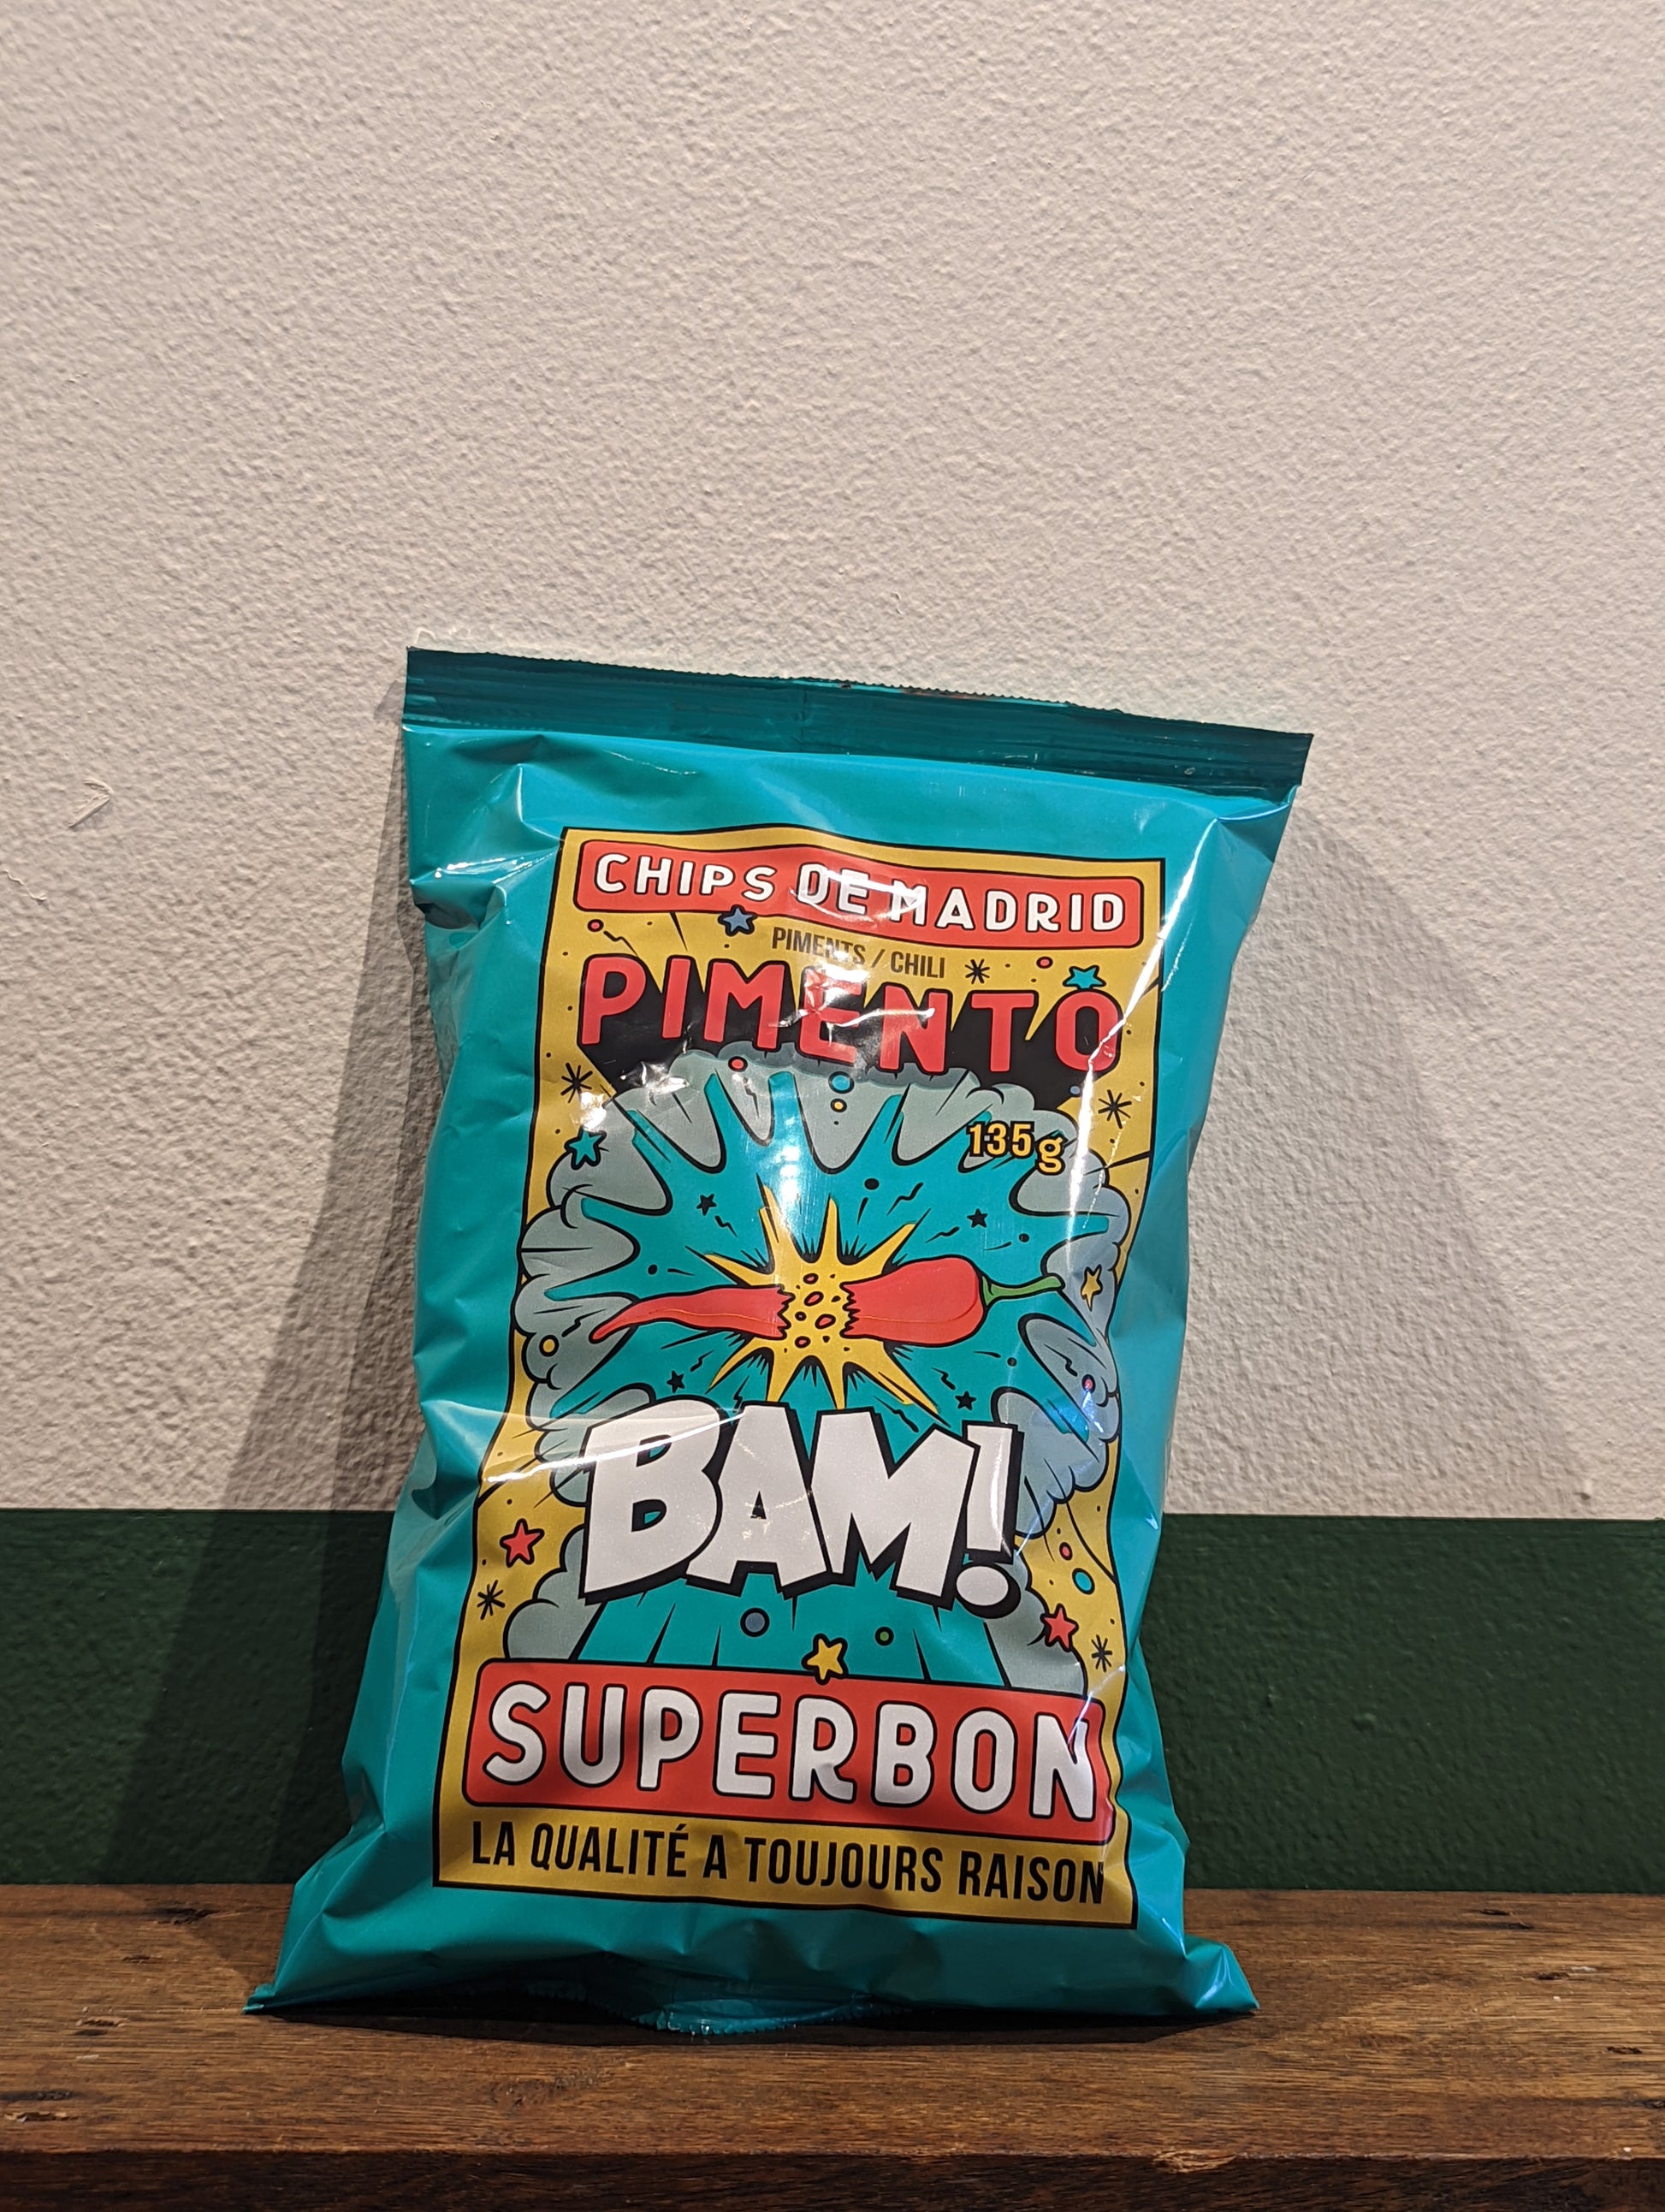 CHIPS DE MADRID
PIMENTS / CHILI
PIMENTO
135g
BAM!
SUPERBON
LA QUALITÉ A TOUJOURS RAISON